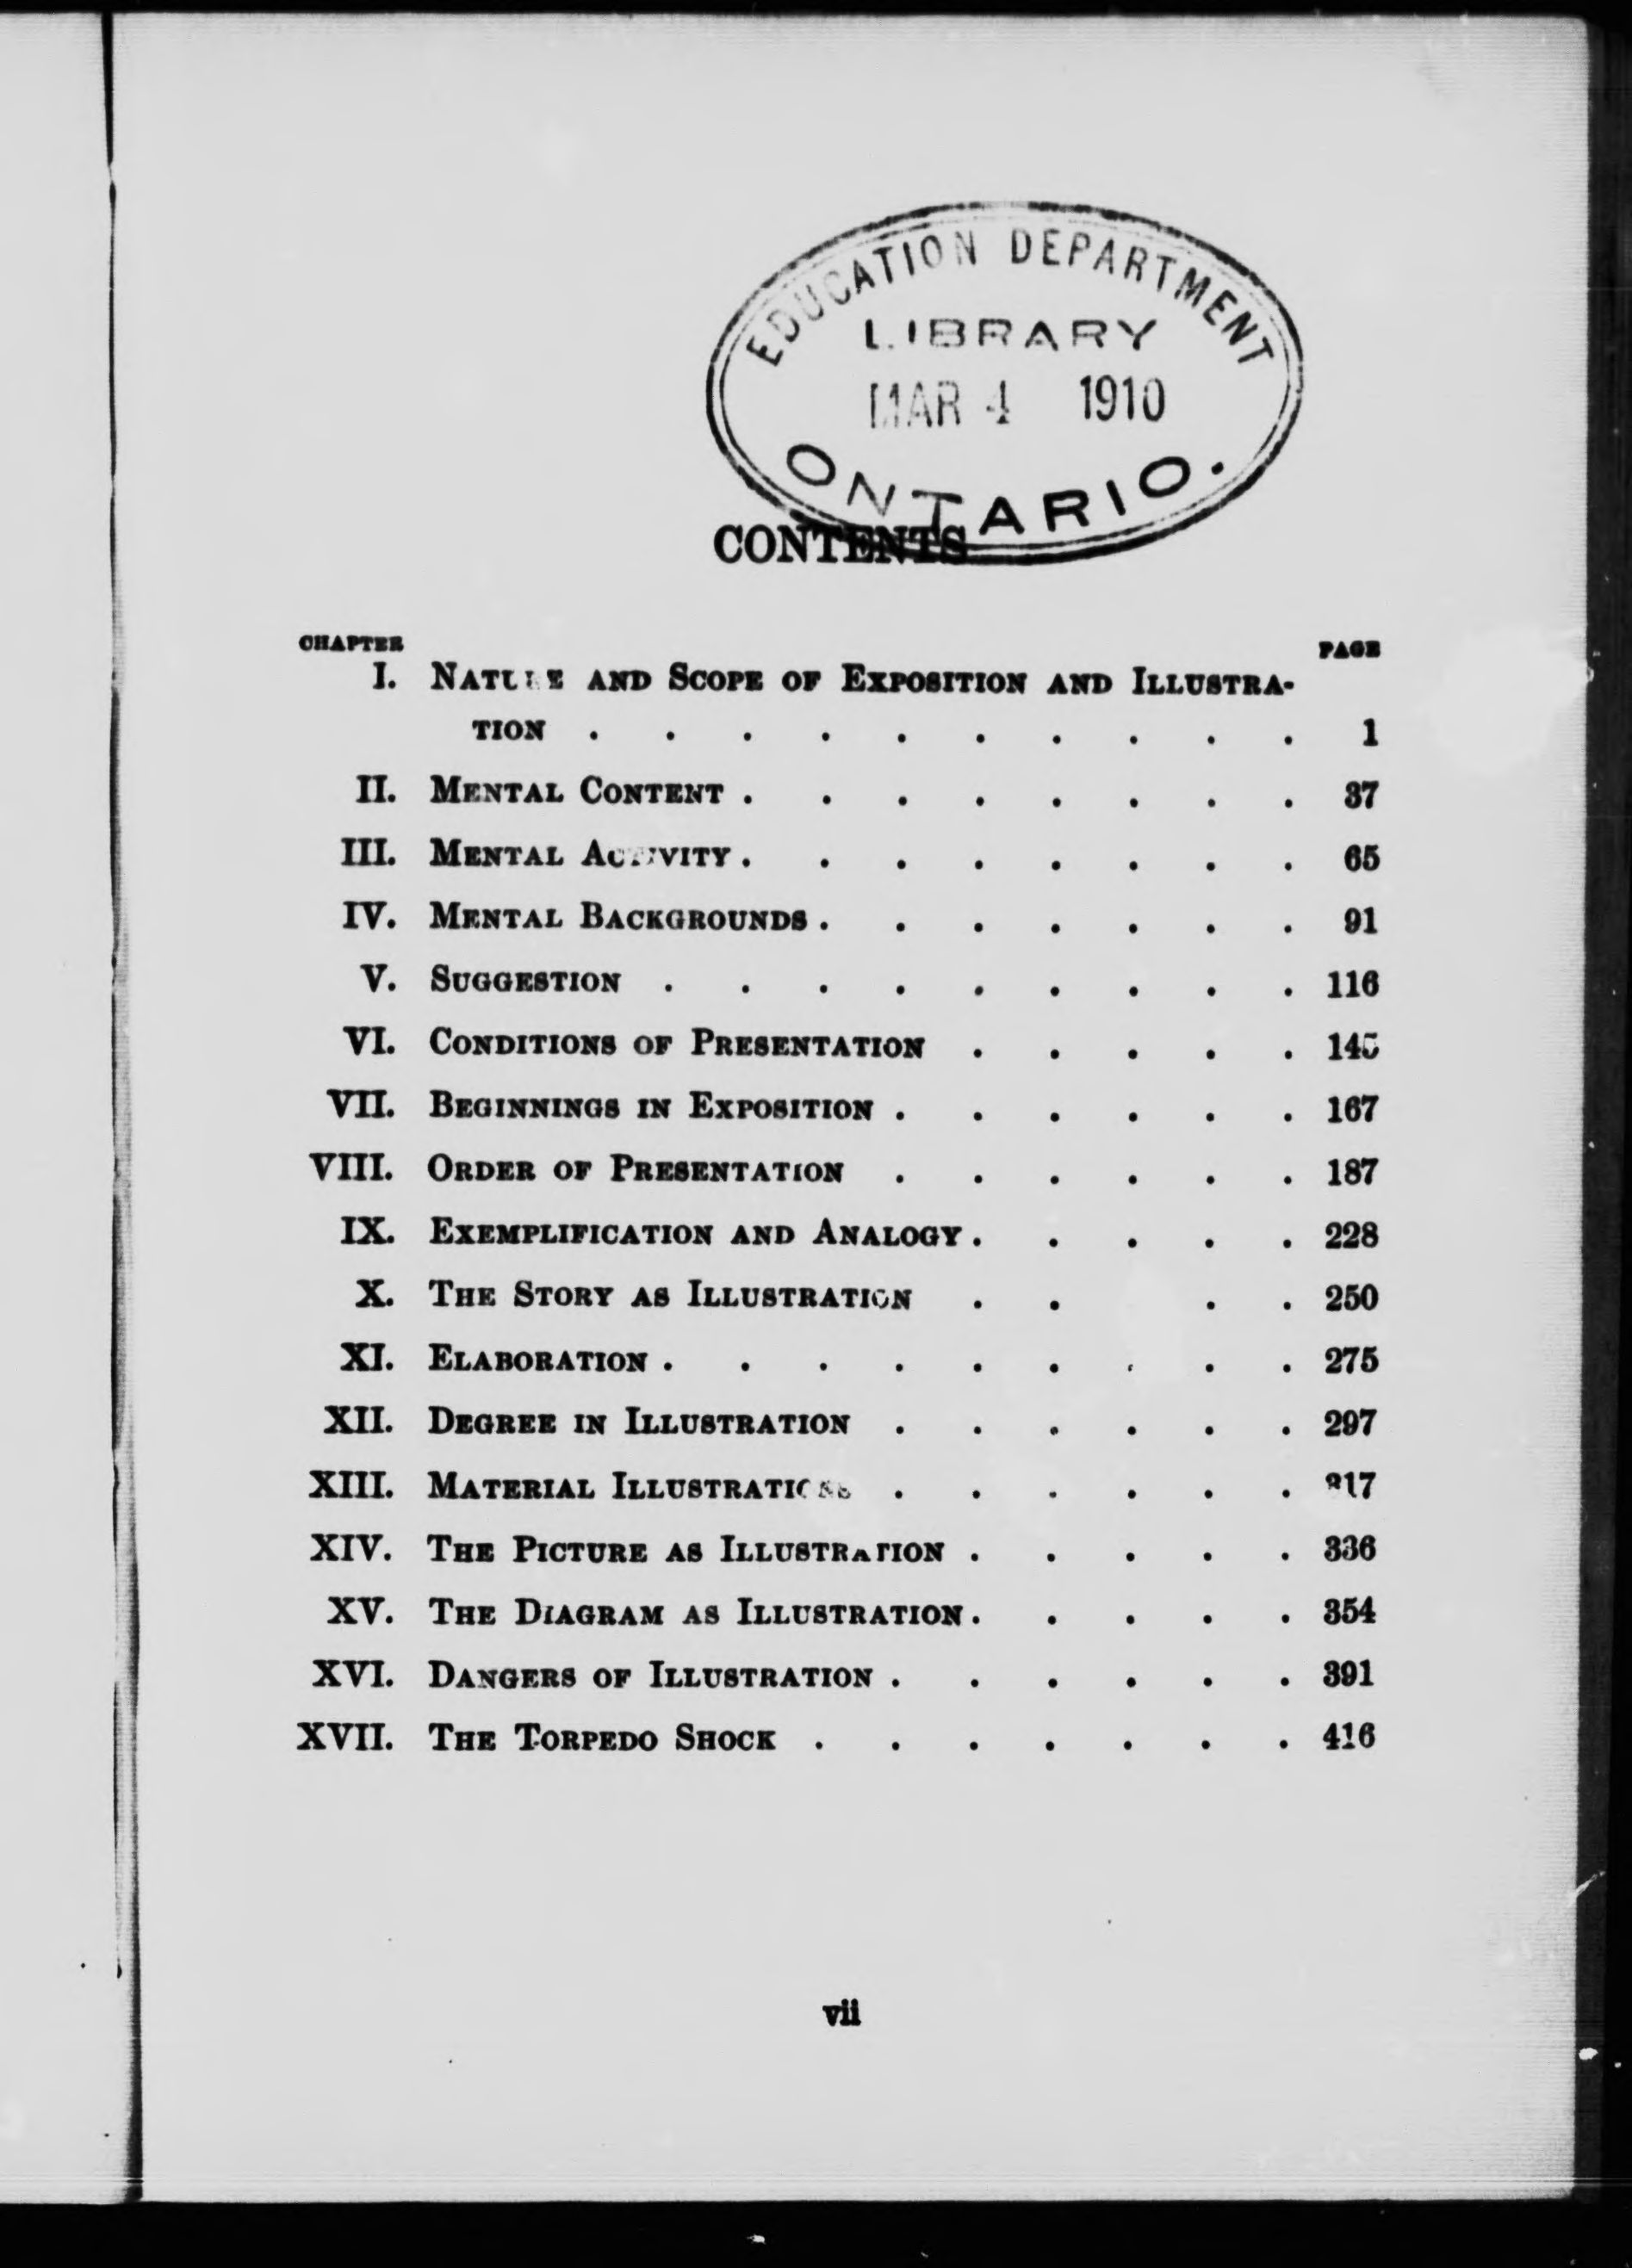 EDUCATION DEPARTMENT
LIBRARY
MAR 4 1910
ONTARIO.
CONTENTS
CHAPTER PAGE
I. NATURE AND SCOPE OF EXPOSITION AND ILLUSTRA-
TION . . . . . . . . . . 1
II. MENTAL CONTENT . . . . . . . . 37
III. MENTAL ACTIVITY . . . . . . . . 65
IV. MENTAL BACKGROUNDS . . . . . . . 91
V. SUGGESTION . . . . . . . . . 116
VI. CONDITIONS OF PRESENTATION . . . . . 145
VII. BEGINNINGS IN EXPOSITION . . . . . . 167
VIII. ORDER OF PRESENTATION . . . . . . 187
IX. EXEMPLIFICATION AND ANALOGY . . . . . 228
X. THE STORY AS ILLUSTRATION . . . . 250
XI. ELABORATION . . . . . . . . . 275
XII. DEGREE IN ILLUSTRATION . . . . . . 297
XIII. MATERIAL ILLUSTRATIONS . . . . . . 317
XIV. THE PICTURE AS ILLUSTRATION . . . . . 336
XV. THE DIAGRAM AS ILLUSTRATION . . . . . 354
XVI. DANGERS OF ILLUSTRATION . . . . . . 391
XVII. THE TORPEDO SHOCK . . . . . . . 416
vii